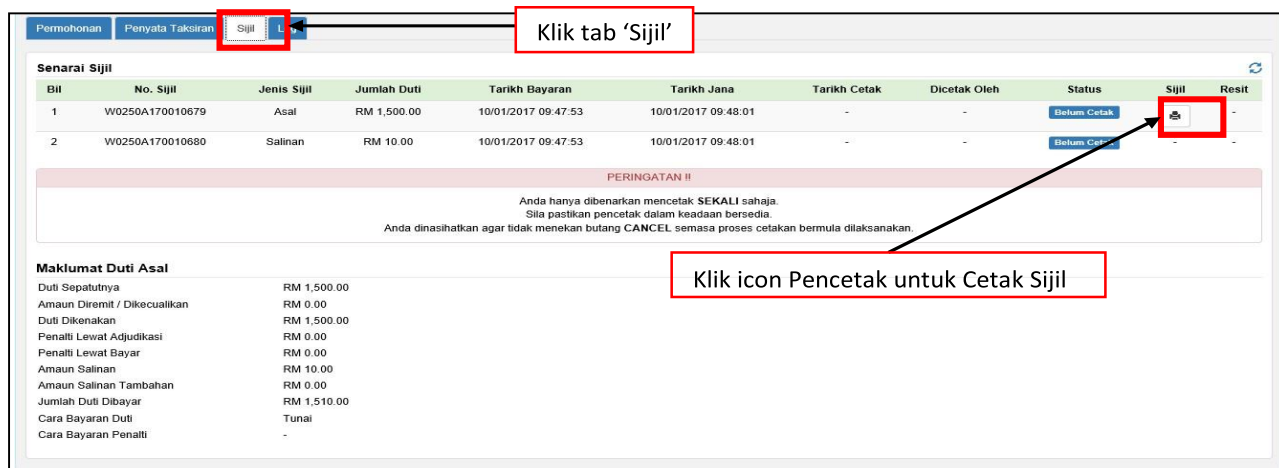 Klik tab ‘Sijil’
Permohonan Penyata Taksiran Sijil
Senarai Sijil
Bil No. Sijil Jenis Sijil Jumlah Duti Tarikh Bayaran Tarikh Jana Tarikh Cetak Dicetak Oleh Status Sijil Resit
1 W0250A170010679 Asal RM 1,500.00 10/01/2017 09:47:53 10/01/2017 09:48:01 - - Belum Cetak -
2 W0250A170010680 Salinan RM 10.00 10/01/2017 09:47:53 10/01/2017 09:48:01 - - Belum Cetak - -
PERINGATAN !!
Anda hanya dibenarkan mencetak SEKALI sahaja.
Sila pastikan pencetak dalam keadaan bersedia.
Anda dinasihatkan agar tidak menekan butang CANCEL semasa proses cetakan bermula dilaksanakan.
Klik icon Pencetak untuk Cetak Sijil
Maklumat Duti Asal
Duti Sepatutnya RM 1,500.00
Amaun Diremit / Dikecualikan RM 0.00
Duti Dikenakan RM 1,500.00
Penalti Lewat Adjudikasi RM 0.00
Penalti Lewat Bayar RM 0.00
Amaun Salinan RM 10.00
Amaun Salinan Tambahan RM 0.00
Jumlah Duti Dibayar RM 1,510.00
Cara Bayaran Duti Tunai
Cara Bayaran Penalti -